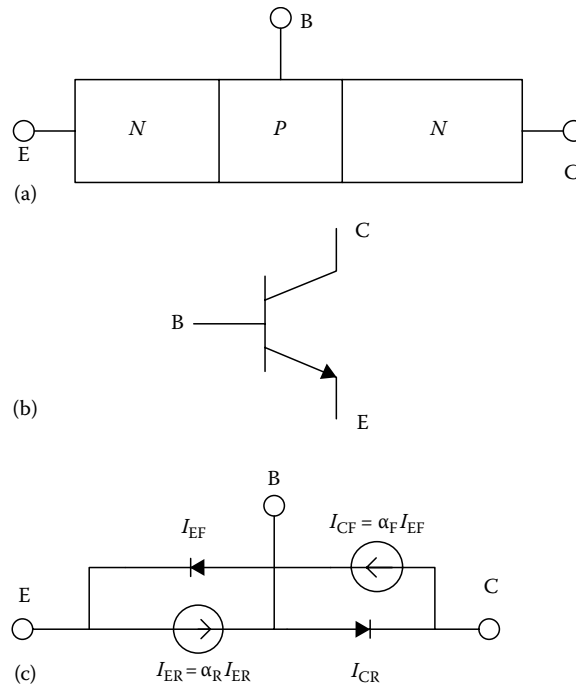 B
N P N
E
C
(a)
C
B
(b)
E
B
I_EF
I_CF = α_F I_EF
E
C
I_ER = α_R I_ER
I_CR
(c)